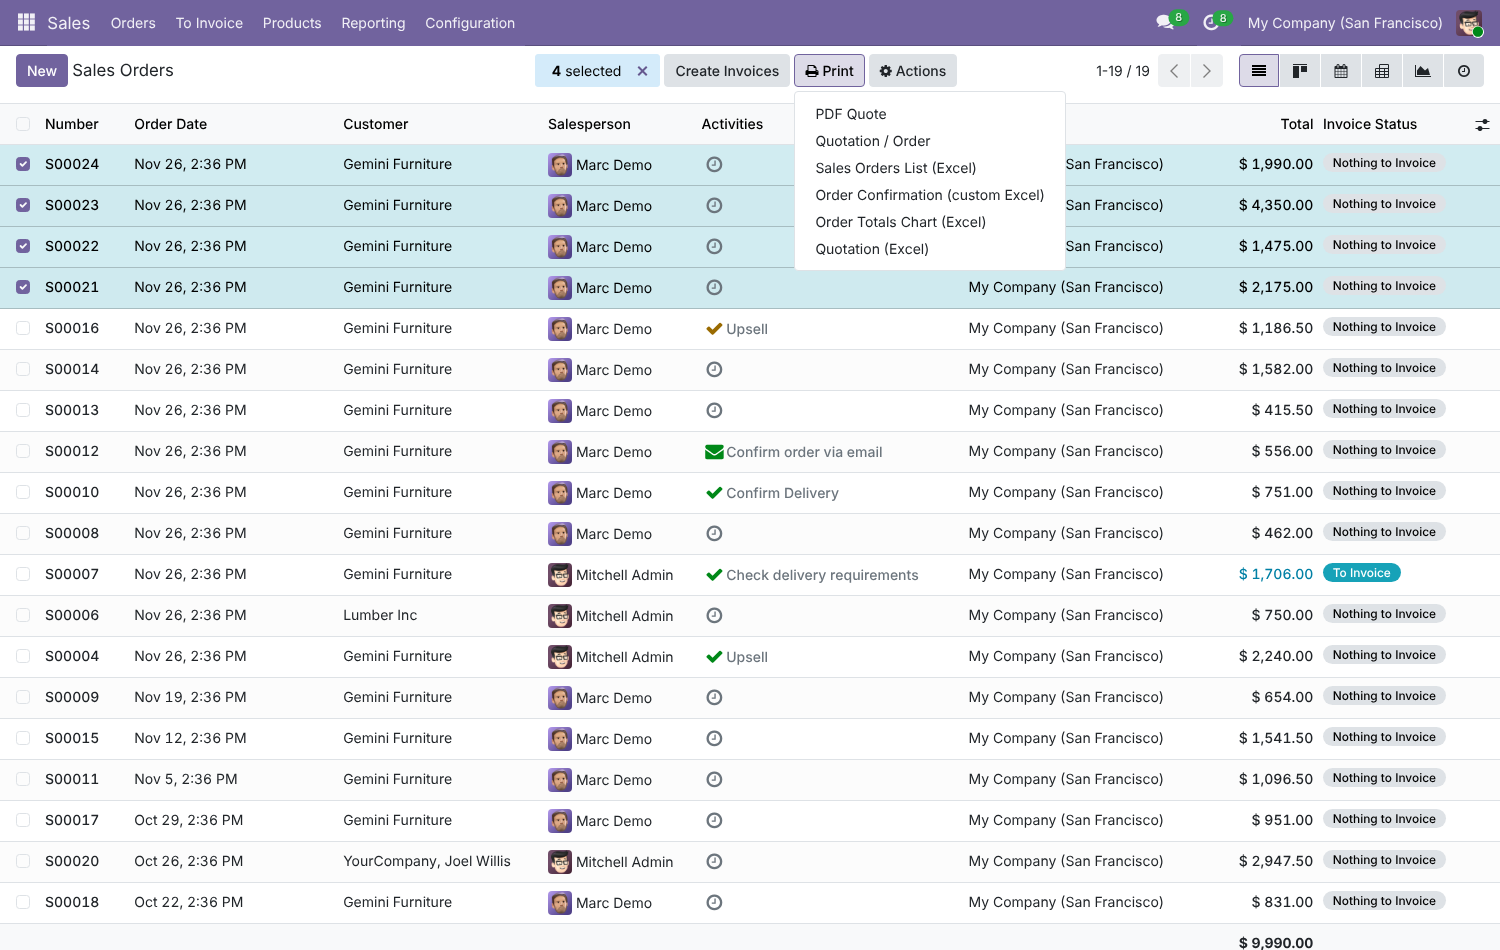 Sales Orders To Invoice Products Reporting Configuration 8 8 My Company (San Francisco)
New Sales Orders 4 selected Create Invoices Print Actions 1-19 / 19
PDF Quote
Quotation / Order
Sales Orders List (Excel)
Order Confirmation (custom Excel)
Order Totals Chart (Excel)
Quotation (Excel)
Number Order Date Customer Salesperson Activities Total Invoice Status
S00024 Nov 26, 2:36 PM Gemini Furniture Marc Demo San Francisco) $ 1,990.00 Nothing to Invoice
S00023 Nov 26, 2:36 PM Gemini Furniture Marc Demo San Francisco) $ 4,350.00 Nothing to Invoice
S00022 Nov 26, 2:36 PM Gemini Furniture Marc Demo San Francisco) $ 1,475.00 Nothing to Invoice
S00021 Nov 26, 2:36 PM Gemini Furniture Marc Demo My Company (San Francisco) $ 2,175.00 Nothing to Invoice
S00016 Nov 26, 2:36 PM Gemini Furniture Marc Demo Upsell My Company (San Francisco) $ 1,186.50 Nothing to Invoice
S00014 Nov 26, 2:36 PM Gemini Furniture Marc Demo My Company (San Francisco) $ 1,582.00 Nothing to Invoice
S00013 Nov 26, 2:36 PM Gemini Furniture Marc Demo My Company (San Francisco) $ 415.50 Nothing to Invoice
S00012 Nov 26, 2:36 PM Gemini Furniture Marc Demo Confirm order via email My Company (San Francisco) $ 556.00 Nothing to Invoice
S00010 Nov 26, 2:36 PM Gemini Furniture Marc Demo Confirm Delivery My Company (San Francisco) $ 751.00 Nothing to Invoice
S00008 Nov 26, 2:36 PM Gemini Furniture Marc Demo My Company (San Francisco) $ 462.00 Nothing to Invoice
S00007 Nov 26, 2:36 PM Gemini Furniture Mitchell Admin Check delivery requirements My Company (San Francisco) $ 1,706.00 To Invoice
S00006 Nov 26, 2:36 PM Lumber Inc Mitchell Admin My Company (San Francisco) $ 750.00 Nothing to Invoice
S00004 Nov 26, 2:36 PM Gemini Furniture Mitchell Admin Upsell My Company (San Francisco) $ 2,240.00 Nothing to Invoice
S00009 Nov 19, 2:36 PM Gemini Furniture Marc Demo My Company (San Francisco) $ 654.00 Nothing to Invoice
S00015 Nov 12, 2:36 PM Gemini Furniture Marc Demo My Company (San Francisco) $ 1,541.50 Nothing to Invoice
S00011 Nov 5, 2:36 PM Gemini Furniture Marc Demo My Company (San Francisco) $ 1,096.50 Nothing to Invoice
S00017 Oct 29, 2:36 PM Gemini Furniture Marc Demo My Company (San Francisco) $ 951.00 Nothing to Invoice
S00020 Oct 26, 2:36 PM YourCompany, Joel Willis Mitchell Admin My Company (San Francisco) $ 2,947.50 Nothing to Invoice
S00018 Oct 22, 2:36 PM Gemini Furniture Marc Demo My Company (San Francisco) $ 831.00 Nothing to Invoice
$ 9,990.00